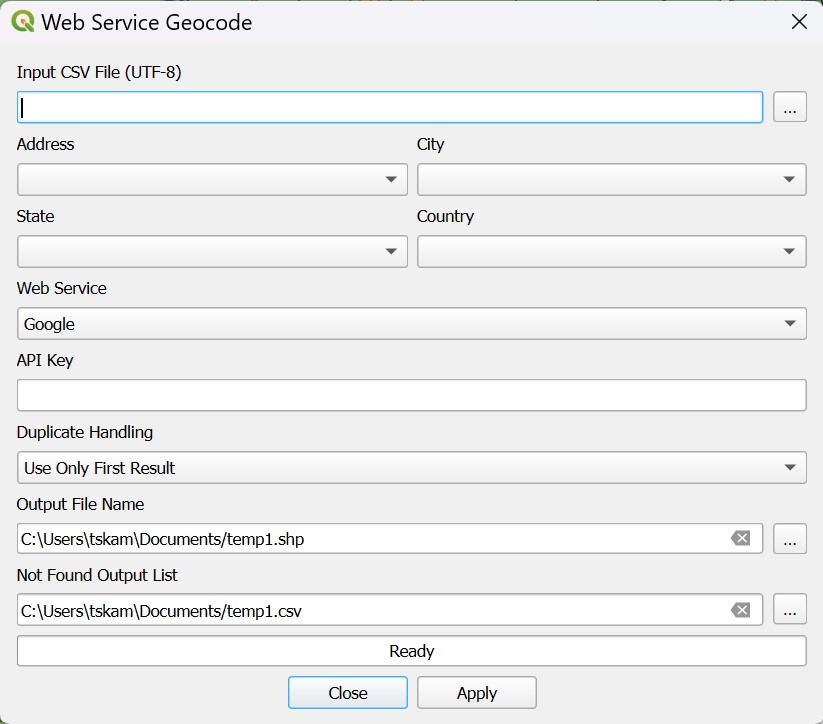 Web Service Geocode
Input CSV File (UTF-8)
...
Address City
State Country
Web Service
Google
API Key
Duplicate Handling
Use Only First Result
Output File Name
C:\Users\tskam\Documents/temp1.shp ...
Not Found Output List
C:\Users\tskam\Documents/temp1.csv ...
Ready
Close Apply